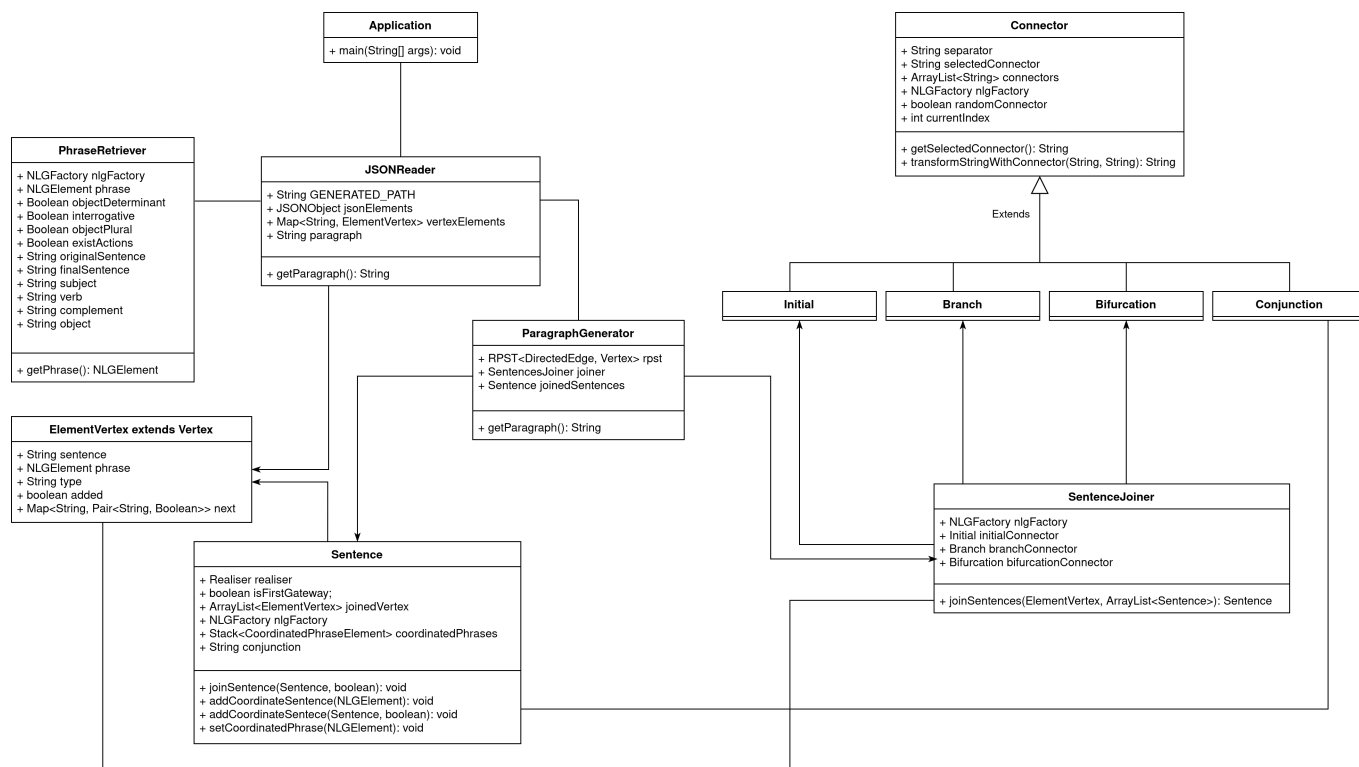 Application
+ main(String[] args): void
Connector
+ String separator
+ String selectedConnector
+ ArrayList<String> connectors
+ NLGFactory nlgFactory
+ boolean randomConnector
+ int currentIndex
+ getSelectedConnector(): String
+ transformStringWithConnector(String, String): String
PhraseRetriever
+ NLGFactory nlgFactory
+ NLGElement phrase
+ Boolean objectDeterminant
+ Boolean interrogative
+ Boolean objectPlural
+ Boolean existActions
+ String originalSentence
+ String finalSentence
+ String subject
+ String verb
+ String complement
+ String object
+ getPhrase(): NLGElement
JSONReader
+ String GENERATED_PATH
+ JSONObject jsonElements
+ Map<String, ElementVertex> vertexElements
+ String paragraph
+ getParagraph(): String
Extends
Initial
Branch
Bifurcation
Conjunction
ParagraphGenerator
+ RPST<DirectedEdge, Vertex> rpst
+ SentencesJoiner joiner
+ Sentence joinedSentences
+ getParagraph(): String
ElementVertex extends Vertex
+ String sentence
+ NLGElement phrase
+ String type
+ boolean added
+ Map<String, Pair<String, Boolean>> next
Sentence
+ Realiser realiser
+ boolean isFirstGateway;
+ ArrayList<ElementVertex> joinedVertex
+ NLGFactory nlgFactory
+ Stack<CoordinatedPhraseElement> coordinatedPhrases
+ String conjunction
+ joinSentence(Sentence, boolean): void
+ addCoordinateSentence(NLGElement): void
+ addCoordinateSentece(Sentence, boolean): void
+ setCoordinatedPhrase(NLGElement): void
SentenceJoiner
+ NLGFactory nlgFactory
+ Initial initialConnector
+ Branch branchConnector
+ Bifurcation bifurcationConnector
+ joinSentences(ElementVertex, ArrayList<Sentence>): Sentence